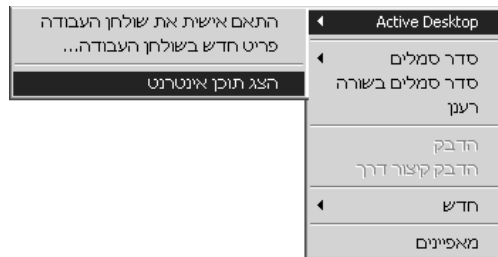 Active Desktop
סדר סמלים
סדר סמלים בשורה
רענן
הדבק
הדבק קיצור דרך
חדש
מאפיינים
התאם אישית את שולחן העבודה
פריט חדש בשולחן העבודה...
הצג תוכן אינטרנט